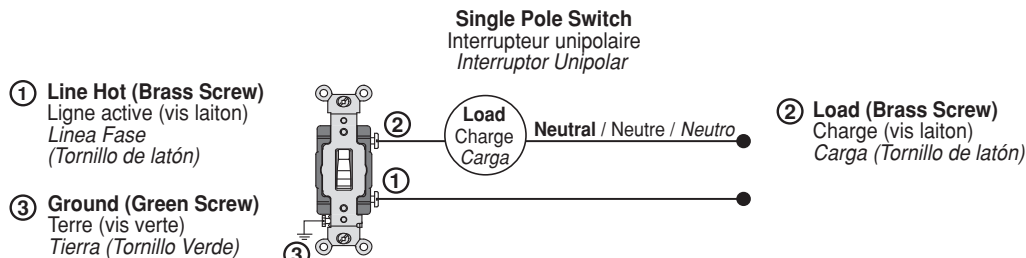 Single Pole Switch
Interrupteur unipolaire
Interruptor Unipolar
① Line Hot (Brass Screw)
Ligne active (vis laiton)
Linea Fase
(Tornillo de latón)
③ Ground (Green Screw)
Terre (vis verte)
Tierra (Tornillo Verde)
②
①
③
Load
Charge
Carga
Neutral / Neutre / Neutro
② Load (Brass Screw)
Charge (vis laiton)
Carga (Tornillo de latón)